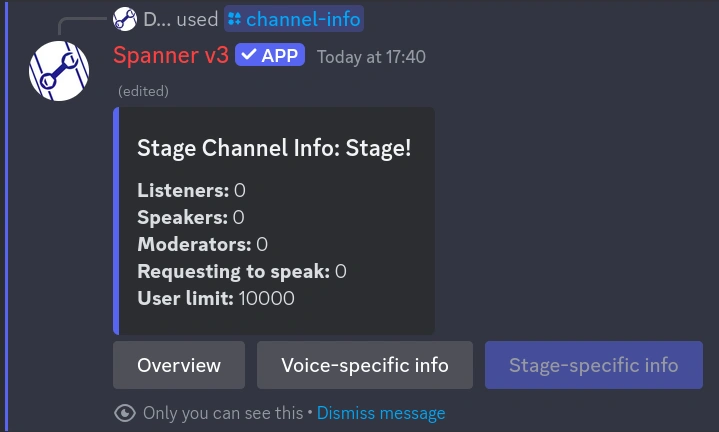 D... used channel-info
Spanner v3 ✓ APP Today at 17:40
(edited)
Stage Channel Info: Stage!
Listeners: 0
Speakers: 0
Moderators: 0
Requesting to speak: 0
User limit: 10000
Overview Voice-specific info Stage-specific info
Only you can see this • Dismiss message